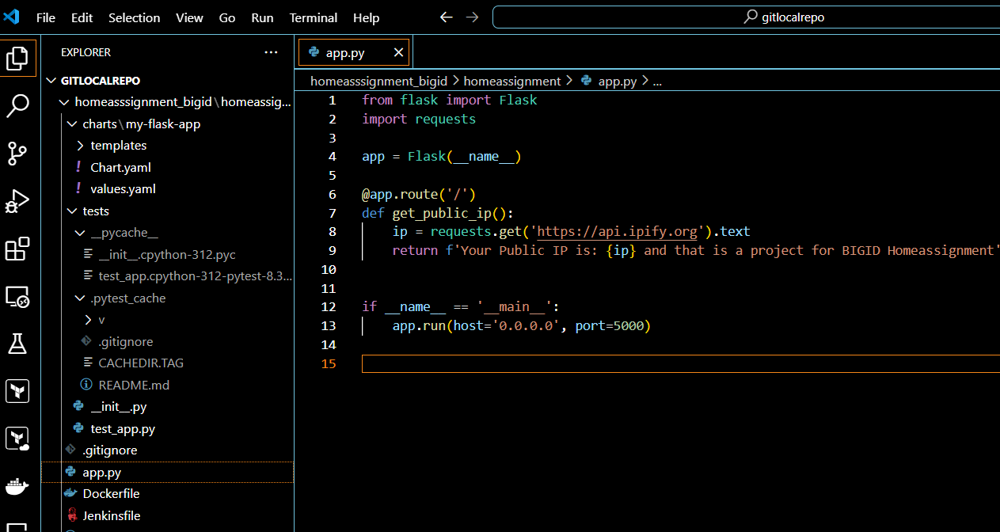 File Edit Selection View Go Run Terminal Help
gitlocalrepo
EXPLORER
GITLOCALREPO
homeasssignment_bigid\homeassig...
charts\my-flask-app
templates
Chart.yaml
values.yaml
tests
__pycache__
__init__.cpython-312.pyc
test_app.cpython-312-pytest-8.3...
.pytest_cache
v
.gitignore
CACHEDIR.TAG
README.md
__init__.py
test_app.py
.gitignore
app.py
Dockerfile
Jenkinsfile
app.py
homeasssignment_bigid > homeassignment > app.py > ...
1 from flask import Flask
2 import requests
3
4 app = Flask(__name__)
5
6 @app.route('/')
7 def get_public_ip():
8     ip = requests.get('https://api.ipify.org').text
9     return f'Your Public IP is: {ip} and that is a project for BIGID Homeassignment'
10
11
12 if __name__ == '__main__':
13     app.run(host='0.0.0.0', port=5000)
14
15